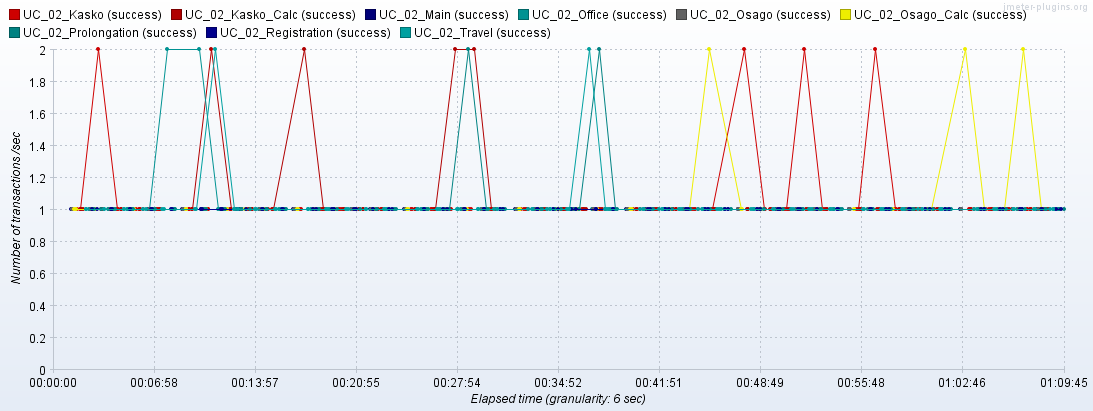 jmeter-plugins.org
UC_02_Kasko (success) UC_02_Kasko_Calc (success) UC_02_Main (success) UC_02_Office (success) UC_02_Osago (success) UC_02_Osago_Calc (success)
UC_02_Prolongation (success) UC_02_Registration (success) UC_02_Travel (success)
Number of transactions/sec
2
1.8
1.6
1.4
1.2
1
0.8
0.6
0.4
0.2
0
00:00:00 00:06:58 00:13:57 00:20:55 00:27:54 00:34:52 00:41:51 00:48:49 00:55:48 01:02:46 01:09:45
Elapsed time (granularity: 6 sec)